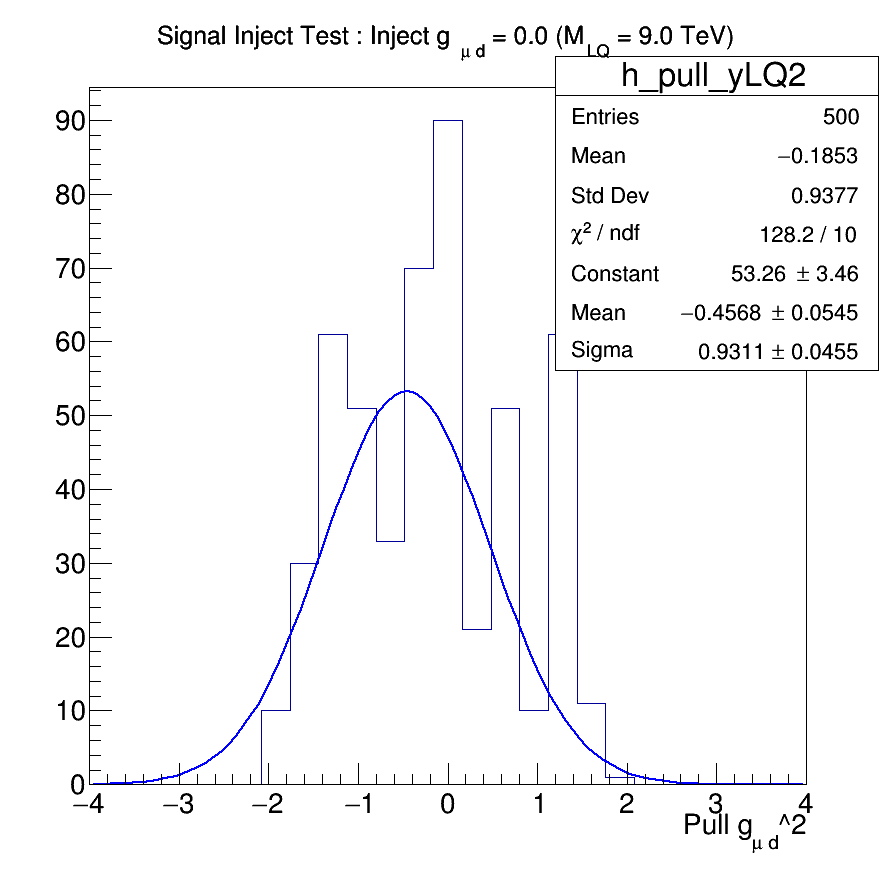 Signal Inject Test : Inject g μ d = 0.0 (M LQ = 9.0 TeV)
h_pull_yLQ2
Entries 500
Mean −0.1853
Std Dev 0.9377
χ² / ndf 128.2 / 10
Constant 53.26 ± 3.46
Mean −0.4568 ± 0.0545
Sigma 0.9311 ± 0.0455
90
80
70
60
50
40
30
20
10
0
−4 −3 −2 −1 0 1 2 3 4
Pull g μ d^2